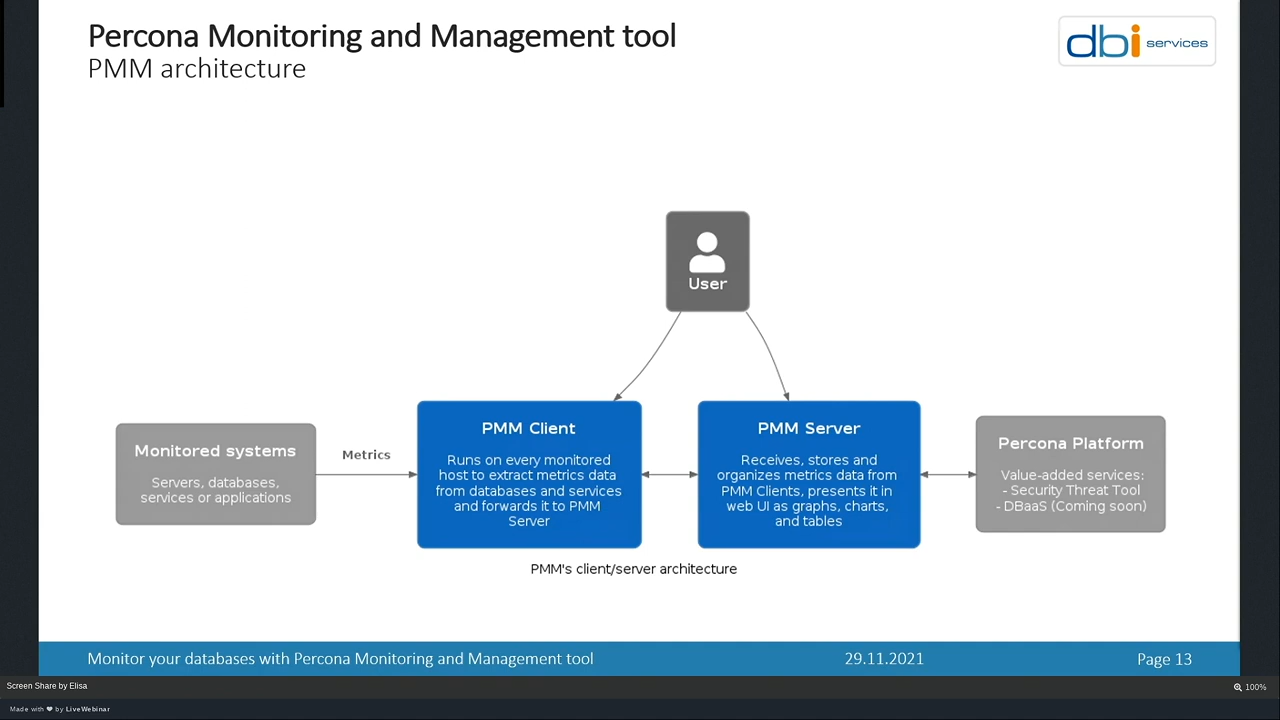 Percona Monitoring and Management tool
PMM architecture
dbi services
User
Monitored systems
Servers, databases,
services or applications
Metrics
PMM Client
Runs on every monitored
host to extract metrics data
from databases and services
and forwards it to PMM
Server
PMM Server
Receives, stores and
organizes metrics data from
PMM Clients, presents it in
web UI as graphs, charts,
and tables
Percona Platform
Value-added services:
- Security Threat Tool
- DBaaS (Coming soon)
PMM's client/server architecture
Monitor your databases with Percona Monitoring and Management tool
29.11.2021
Page 13
Screen Share by Elisa
100%
Made with ❤ by LiveWebinar